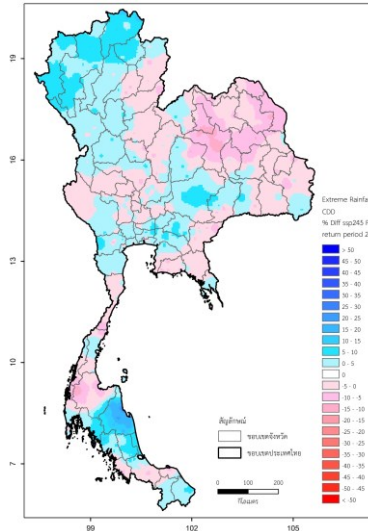 19
16
13
10
7
99
102
103
105
Extreme Rainfa
CDD
% Diff ssp245 F
return period 2
> 50
45 - 50
40 - 45
35 - 40
30 - 35
25 - 30
20 - 25
15 - 20
10 - 15
5 - 10
0 - 5
0
-5 - 0
-10 - -5
-15 - -10
-20 - -15
-25 - -20
-30 - -25
-35 - -30
-40 - -35
-45 - -40
-50 - -45
< -50
สัญลักษณ์
ขอบเขตจังหวัด
ขอบเขตประเทศไทย
0 100 200
กิโลเมตร